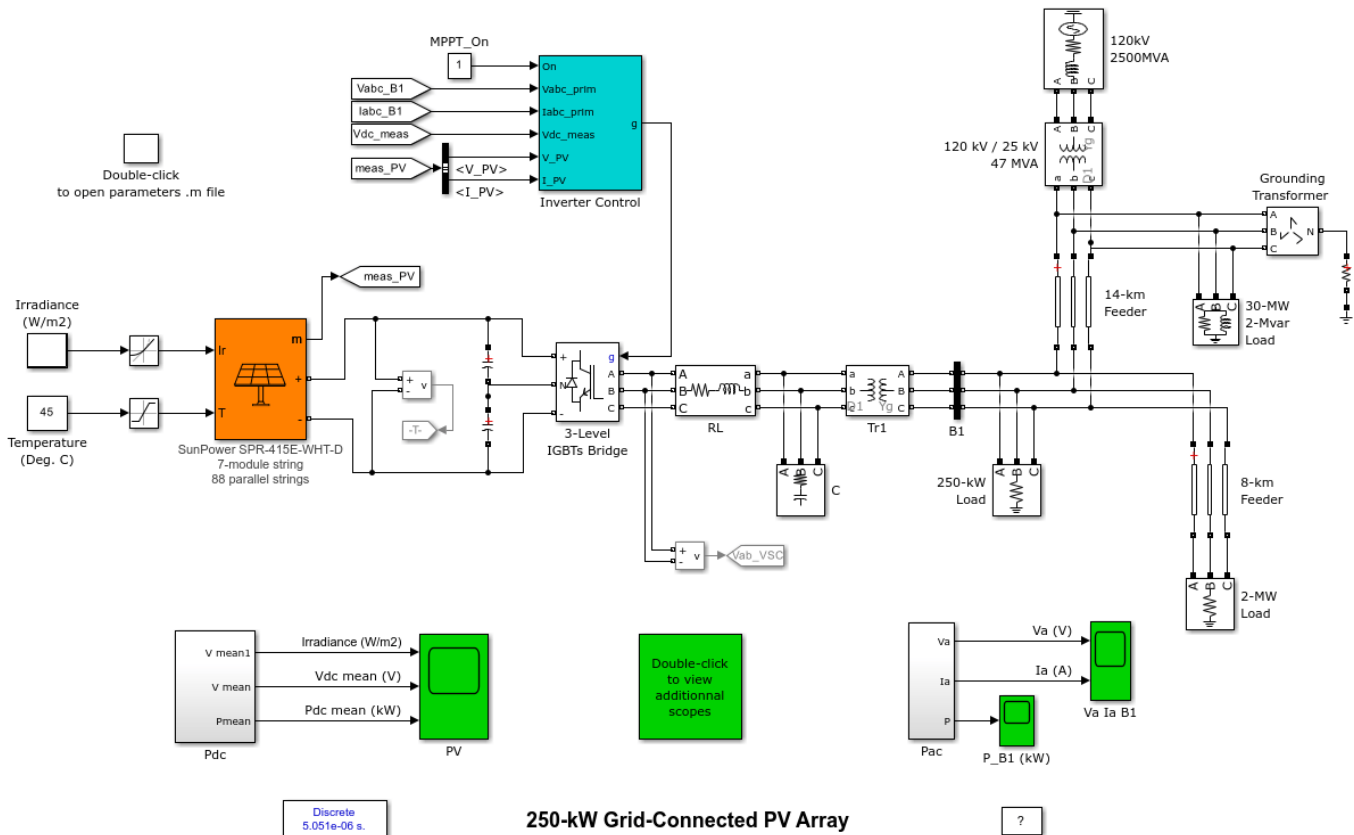 MPPT_On
1
Vabc_B1
Iabc_B1
Vdc_meas
meas_PV
<V_PV>
<I_PV>
On
Vabc_prim
Iabc_prim
Vdc_meas
V_PV
I_PV
g
Inverter Control
Double-click
to open parameters .m file
120kV
2500MVA
A B C
A B C
120 kV / 25 kV
47 MVA
Yg
D1
a b c
Grounding
Transformer
A
B
C
N
14-km
Feeder
A B C
30-MW
2-Mvar
Load
meas_PV
Irradiance
(W/m2)
45
Temperature
(Deg. C)
Ir
T
m
+
-
SunPower SPR-415E-WHT-D
7-module string
88 parallel strings
+
-
v
-T-
+
N
-
g
A
B
C
3-Level
IGBTs Bridge
A
B
C
a
b
c
RL
a
b
c
A
B
C
D1
Yg
Tr1
B1
A B C
C
250-kW
Load
A B C
8-km
Feeder
A B C
2-MW
Load
+
-
v
Vab_VSC
V mean1
V mean
Pmean
Pdc
Irradiance (W/m2)
Vdc mean (V)
Pdc mean (kW)
PV
Double-click
to view
additionnal
scopes
Va
Ia
P
Pac
Va (V)
Ia (A)
Va Ia B1
P_B1 (kW)
Discrete
5.051e-06 s.
250-kW Grid-Connected PV Array
?